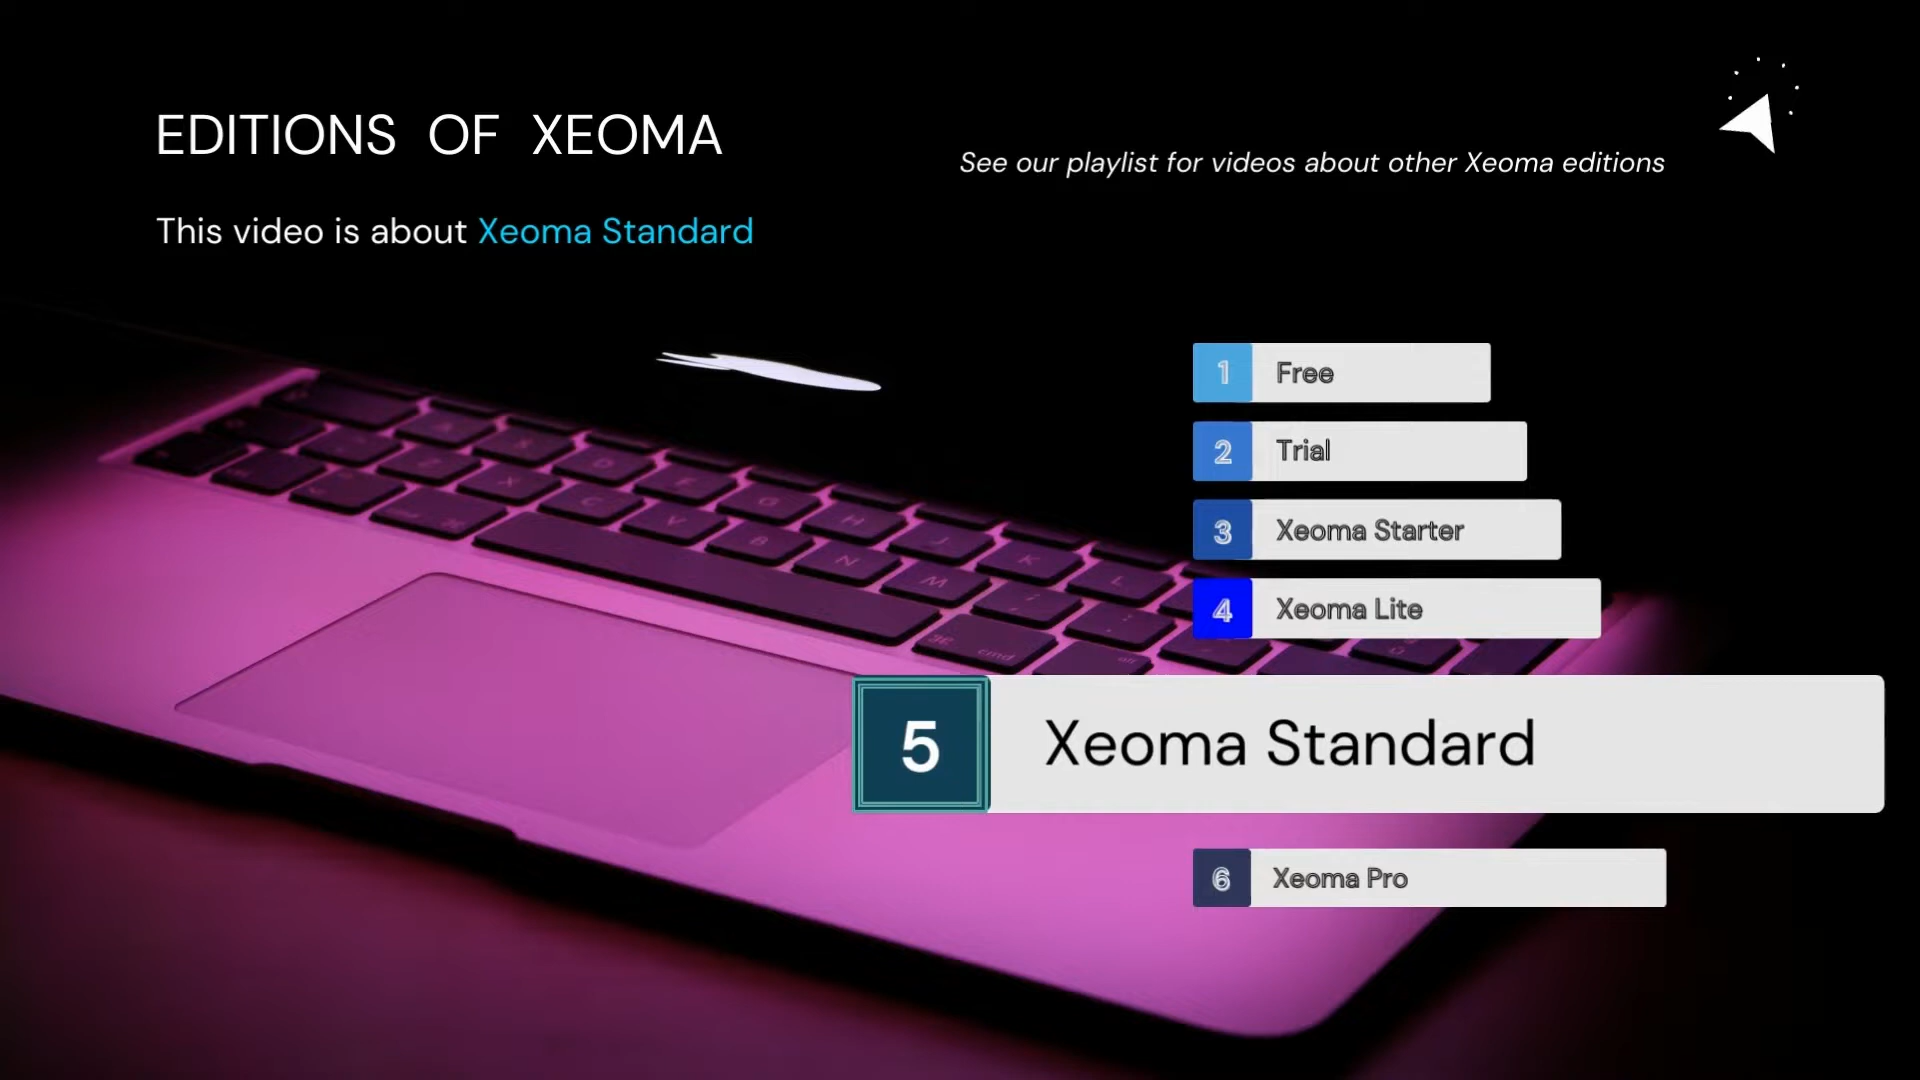 EDITIONS OF XEOMA
See our playlist for videos about other Xeoma editions
This video is about Xeoma Standard
1 Free
2 Trial
3 Xeoma Starter
4 Xeoma Lite
5 Xeoma Standard
6 Xeoma Pro